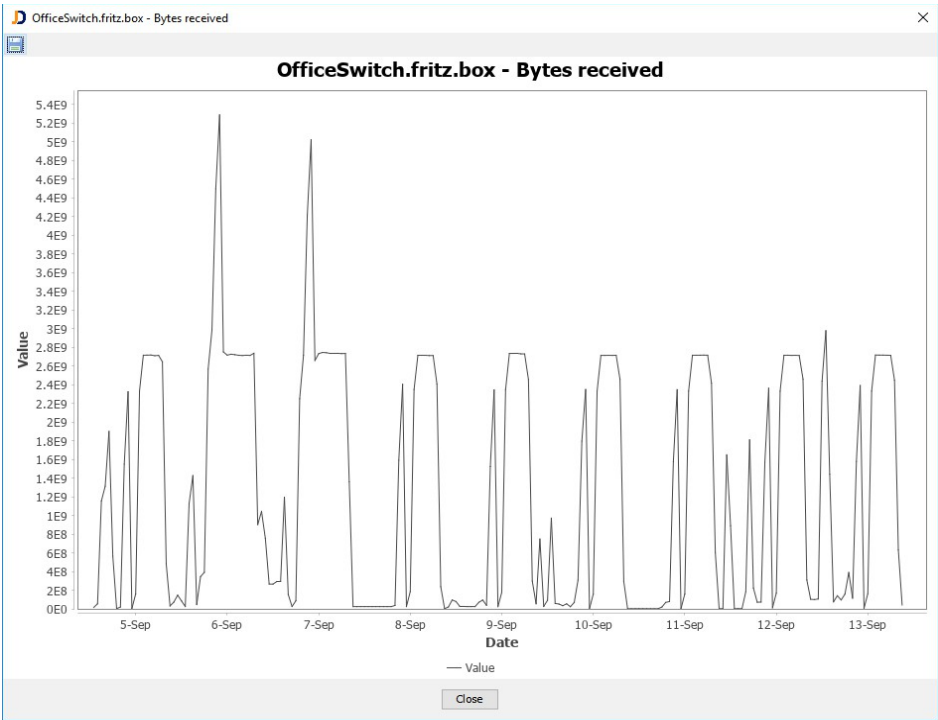 OfficeSwitch.fritz.box - Bytes received
OfficeSwitch.fritz.box - Bytes received
5.4E9
5.2E9
5E9
4.8E9
4.6E9
4.4E9
4.2E9
4E9
3.8E9
3.6E9
3.4E9
3.2E9
3E9
2.8E9
2.6E9
2.4E9
2.2E9
2E9
1.8E9
1.6E9
1.4E9
1.2E9
1E9
8E8
6E8
4E8
2E8
0E0
Value
5-Sep 6-Sep 7-Sep 8-Sep 9-Sep 10-Sep 11-Sep 12-Sep 13-Sep
Date
Value
Close